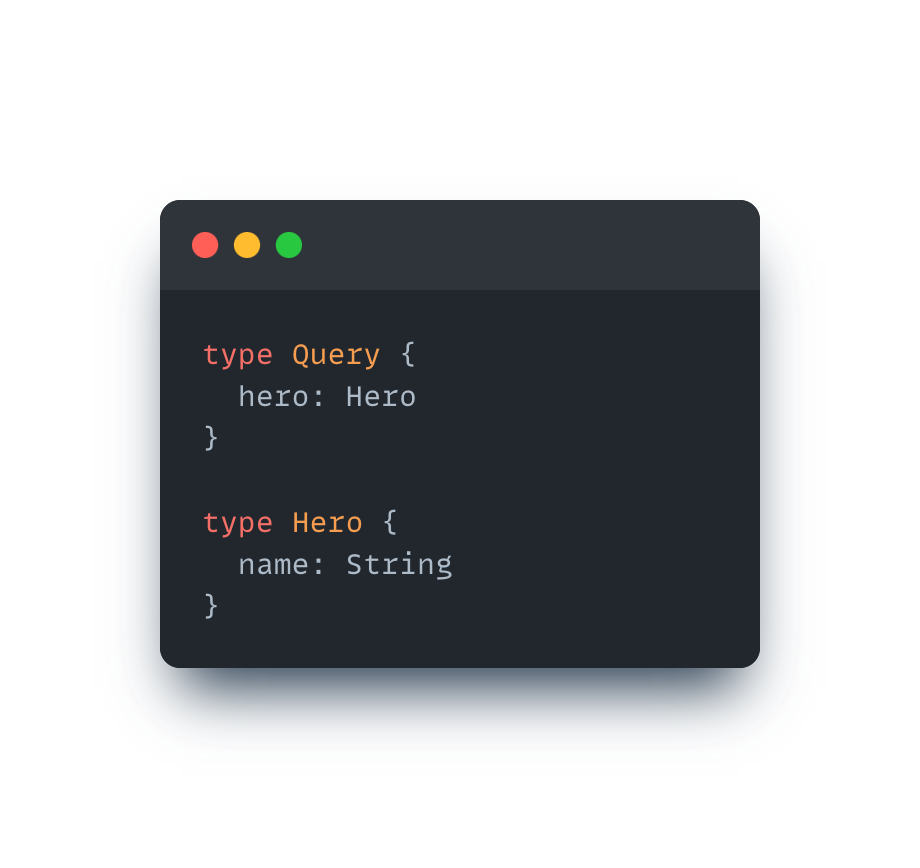 type Query {
  hero: Hero
}

type Hero {
  name: String
}